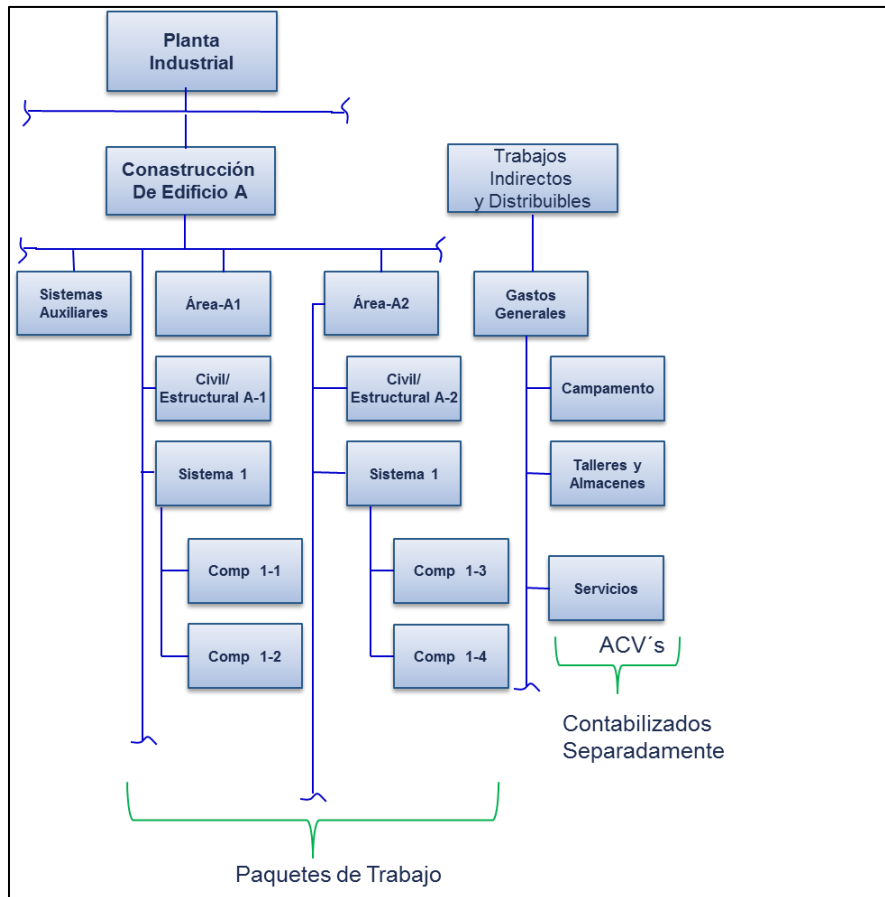 Planta
Industrial
Conastrucción
De Edificio A
Trabajos
Indirectos
y Distribuibles
Sistemas
Auxiliares
Área-A1
Área-A2
Gastos
Generales
Civil/
Estructural A-1
Civil/
Estructural A-2
Campamento
Sistema 1
Sistema 1
Talleres y
Almacenes
Comp 1-1
Comp 1-3
Servicios
Comp 1-2
Comp 1-4
ACV´s
Contabilizados
Separadamente
Paquetes de Trabajo